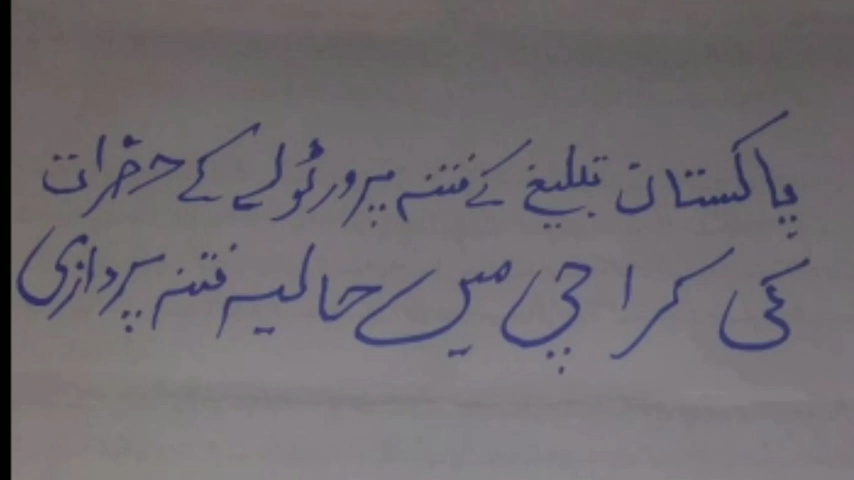 پاکستان تبلیغ کے فتنہ پرور ٹولے کے حضرات
کی کراچی میں حالیہ فتنہ پردازی